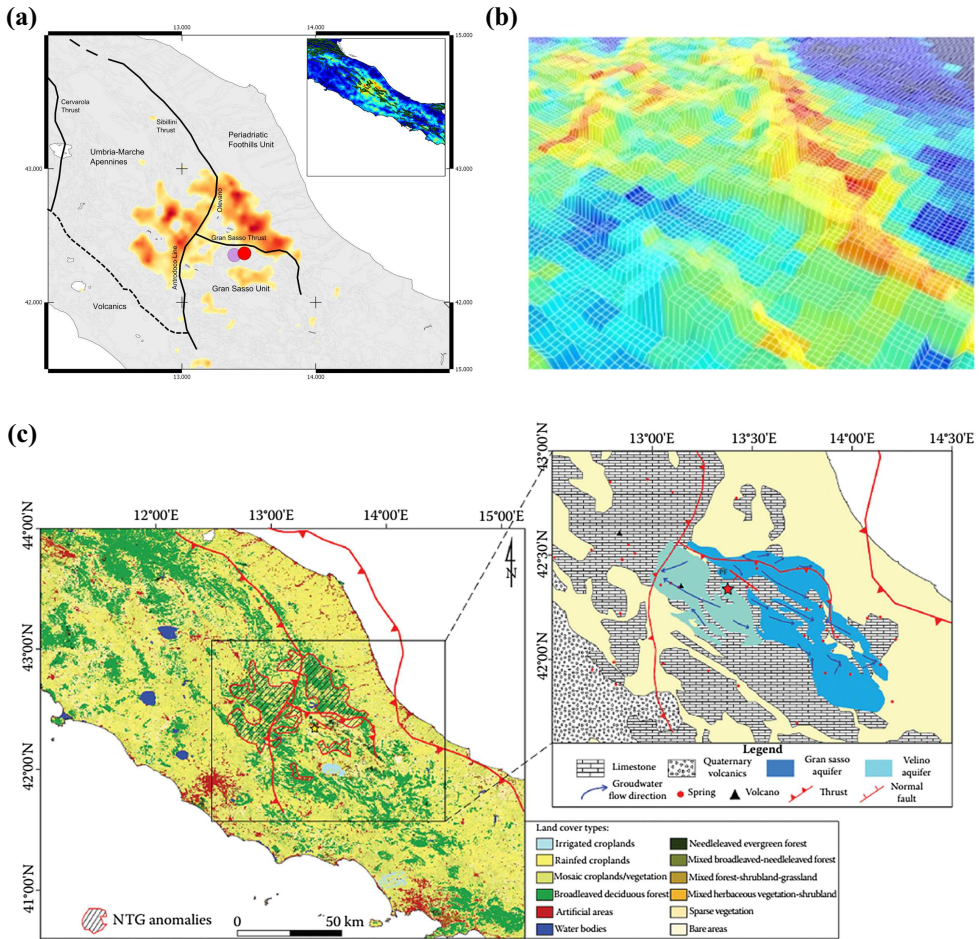 (a)
(b)
13.000
14.000
15.000
43.000
43.000
42.000
42.000
13.000
14.000
15.000
Cervarola
Thrust
Sibillini
Thrust
Umbria-Marche
Apennines
Periadriatic
Foothills Unit
Olevano
Gran Sasso Thrust
Antrodoco Line
Gran Sasso Unit
Volcanics
(c)
13°00'E
13°30'E
14°00'E
14°30'E
43°00'N
42°30'N
42°00'N
12°00'E
13°00'E
14°00'E
15°00'E
44°00'N
43°00'N
42°00'N
41°00'N
N
Legend
Limestone
Quaternary
volcanics
Gran sasso
aquifer
Velino
aquifer
Groudwater
flow direction
Spring
Volcano
Thrust
Normal
fault
Land cover types:
Irrigated croplands
Rainfed croplands
Mosaic croplands/vegetation
Broadleaved deciduous forest
Artificial areas
Water bodies
Needleleaved evergreen forest
Mixed broadleaved-needleleaved forest
Mixed forest-shrubland-grassland
Mixed herbaceous vegetation-shrubland
Sparse vegetation
Bare areas
NTG anomalies
0
50 km